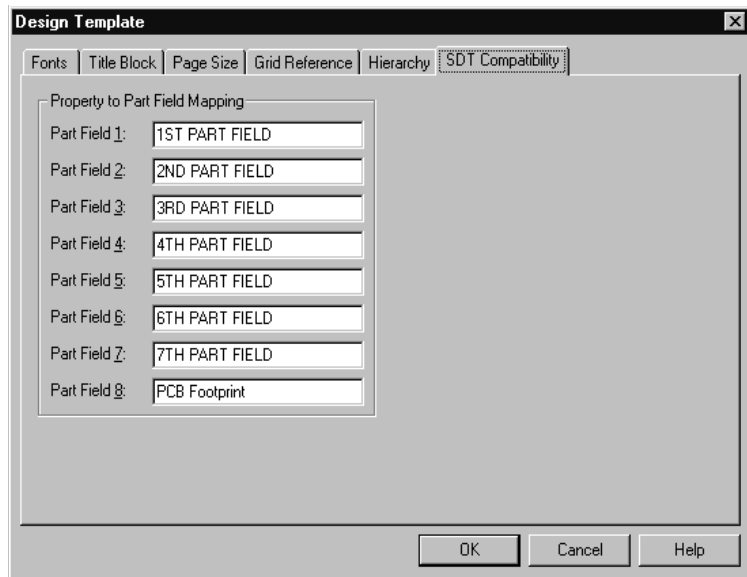 Design Template
Fonts Title Block Page Size Grid Reference Hierarchy SDT Compatibility
Property to Part Field Mapping
Part Field 1: 1ST PART FIELD
Part Field 2: 2ND PART FIELD
Part Field 3: 3RD PART FIELD
Part Field 4: 4TH PART FIELD
Part Field 5: 5TH PART FIELD
Part Field 6: 6TH PART FIELD
Part Field 7: 7TH PART FIELD
Part Field 8: PCB Footprint
OK Cancel Help